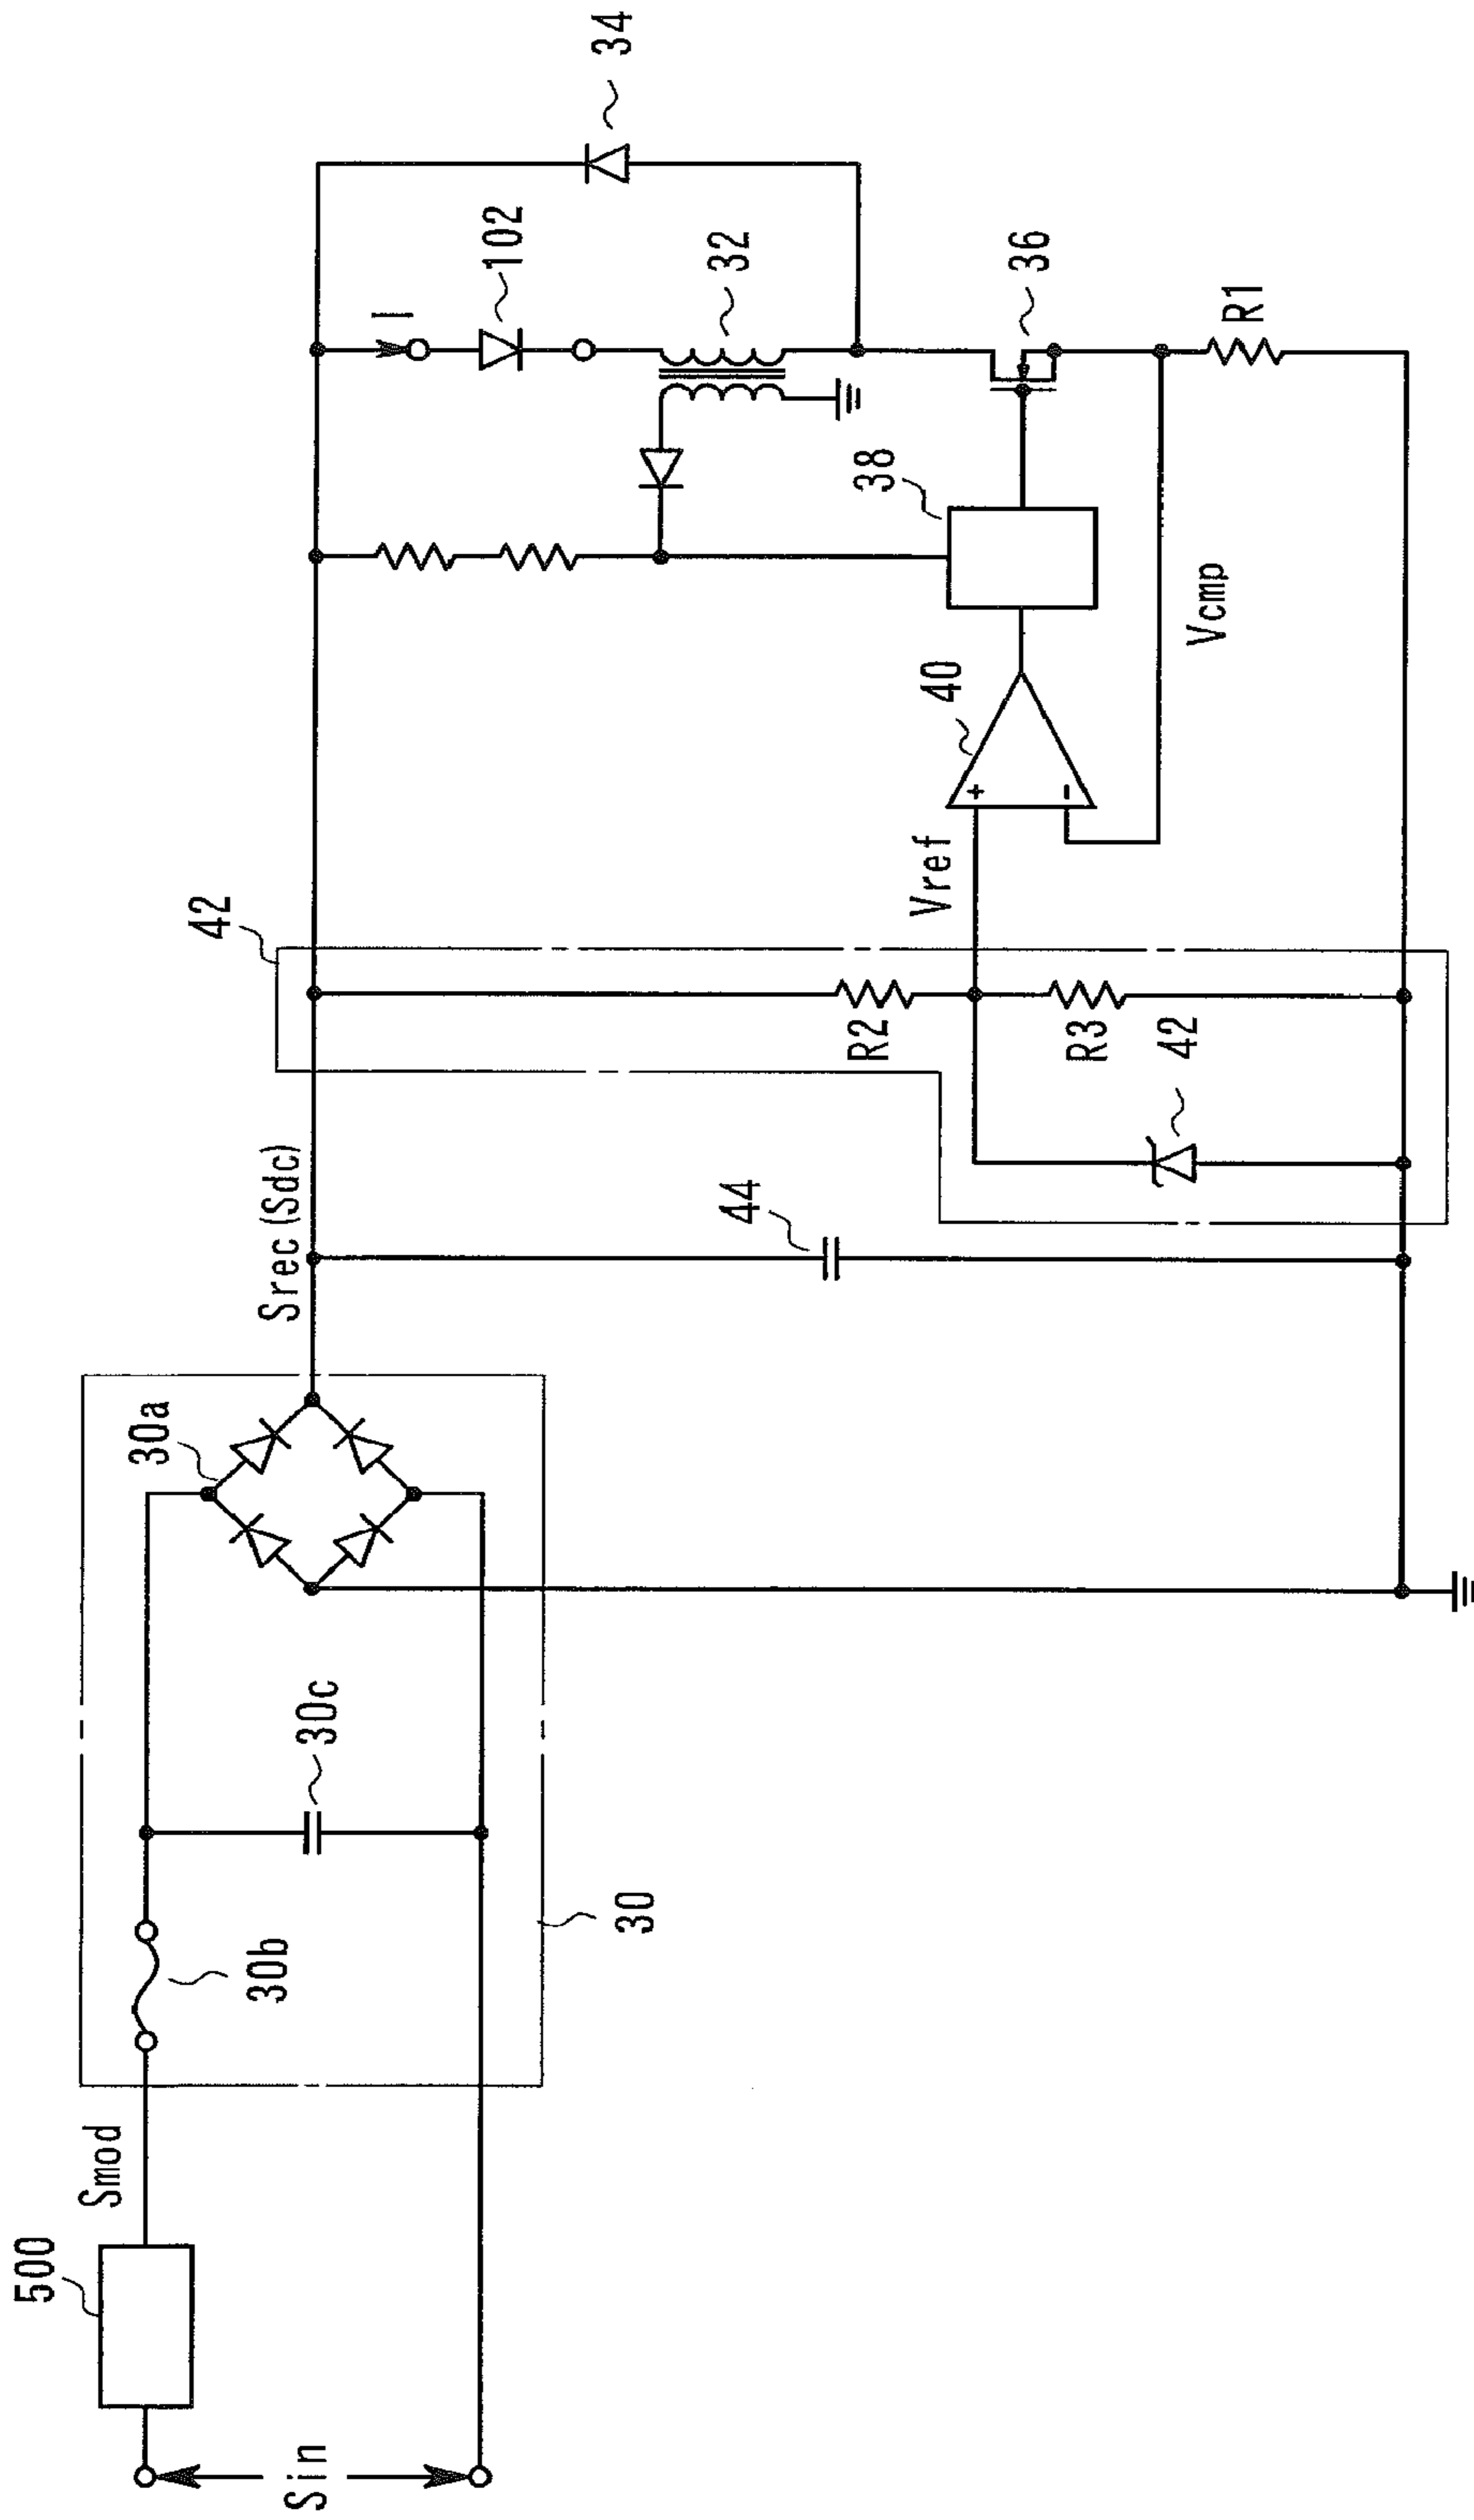 500
Smod
30b
30
30c
30a
Sin
Srec(Sdc)
44
42
R2
R3
42
Vref
40
Vcmp
38
I
102
32
34
36
R1
+
-